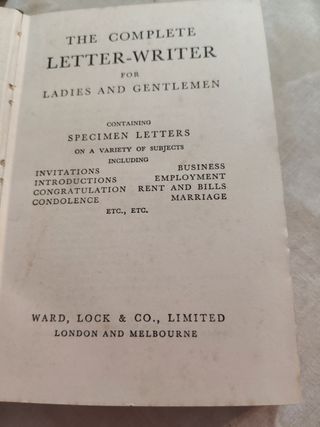 THE COMPLETE
LETTER-WRITER
FOR
LADIES AND GENTLEMEN
CONTAINING
SPECIMEN LETTERS
ON A VARIETY OF SUBJECTS
INCLUDING
INVITATIONS BUSINESS
INTRODUCTIONS EMPLOYMENT
CONGRATULATION RENT AND BILLS
CONDOLENCE MARRIAGE
ETC., ETC.
WARD, LOCK & CO., LIMITED
LONDON AND MELBOURNE